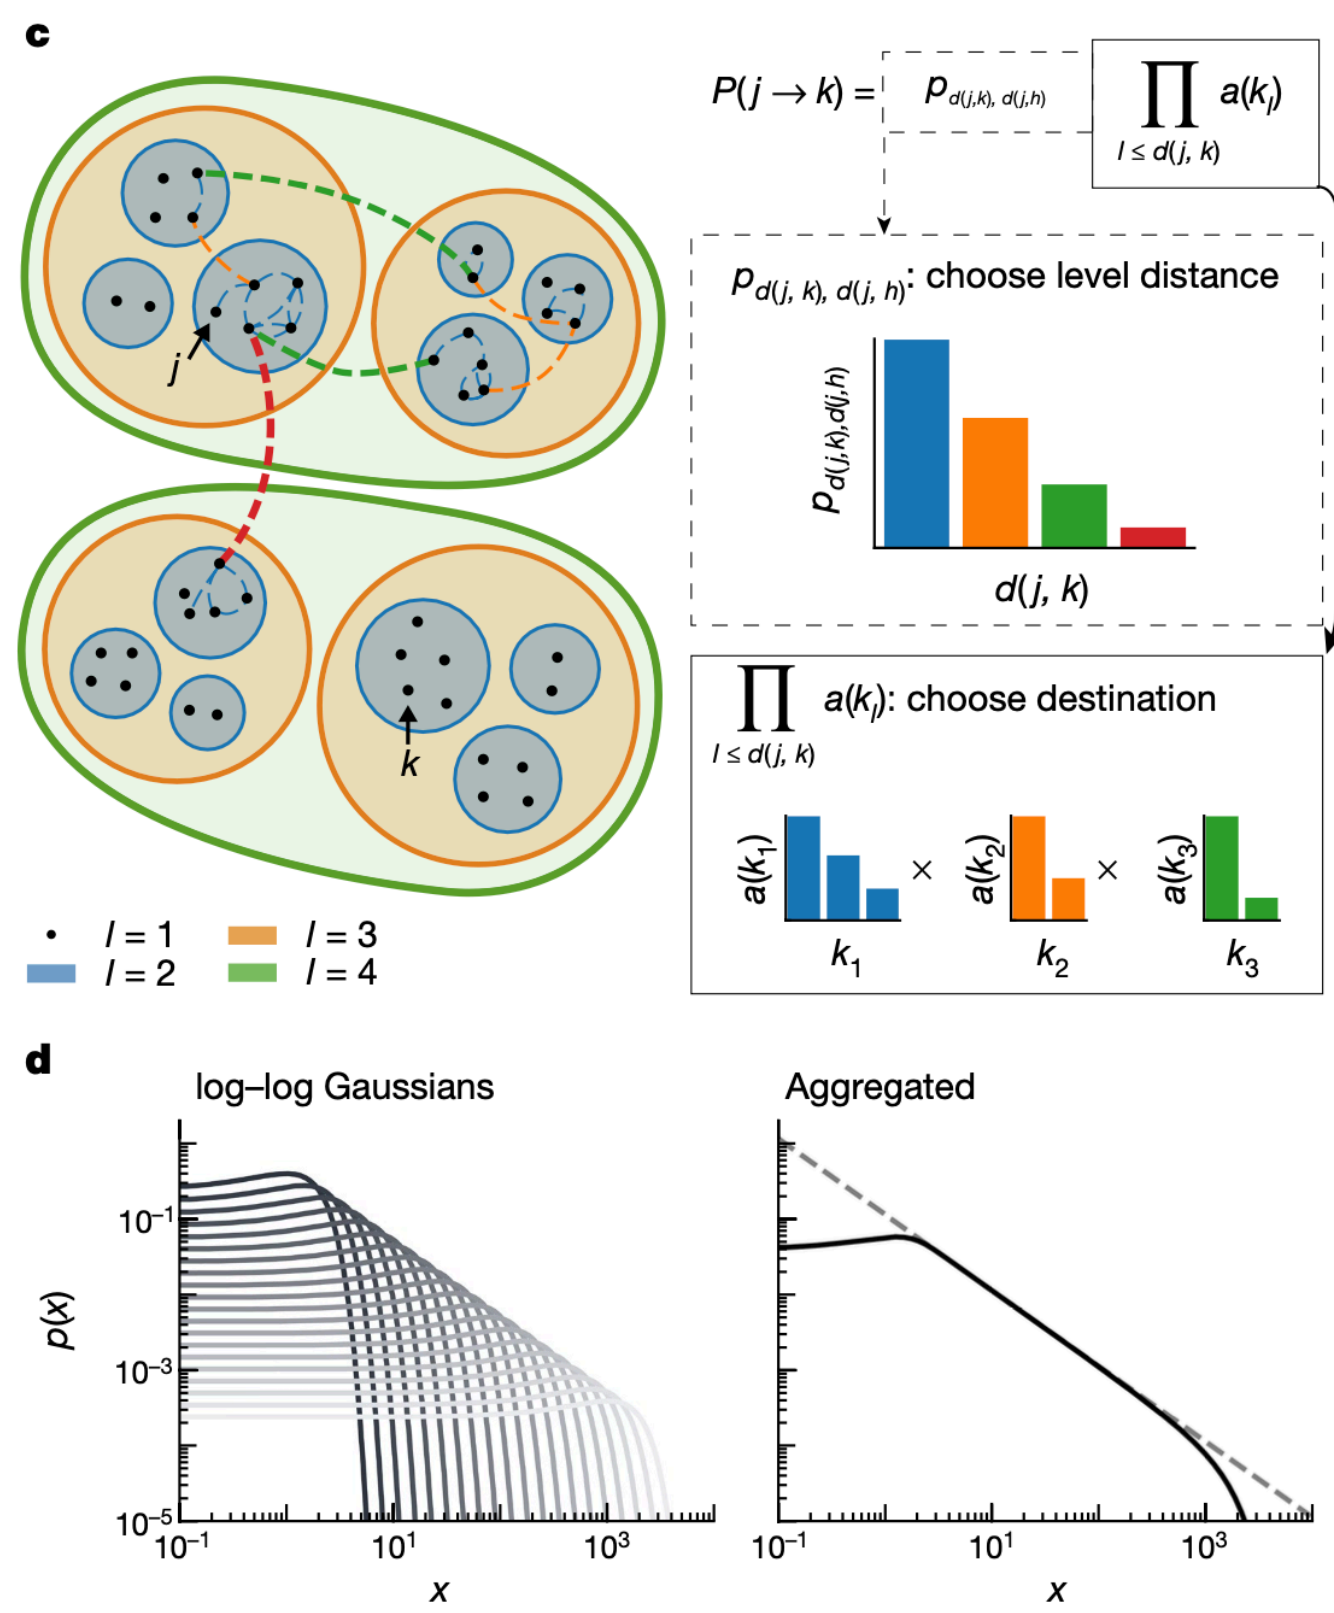 c
P(j → k) = p_{d(j,k), d(j,h)} ∏_{l ≤ d(j, k)} a(k_l)
j
k
p_{d(j, k), d(j, h)}: choose level distance
p_{d(j,k),d(j,h)}
d(j, k)
∏_{l ≤ d(j, k)} a(k_l): choose destination
a(k_1) × a(k_2) × a(k_3)
k_1 k_2 k_3
l = 1 l = 3
l = 2 l = 4
d
log–log Gaussians
p(x)
10^{–1}
10^{–3}
10^{–5}
10^{–1} 10^{1} 10^{3}
x
Aggregated
10^{–1} 10^{1} 10^{3}
x